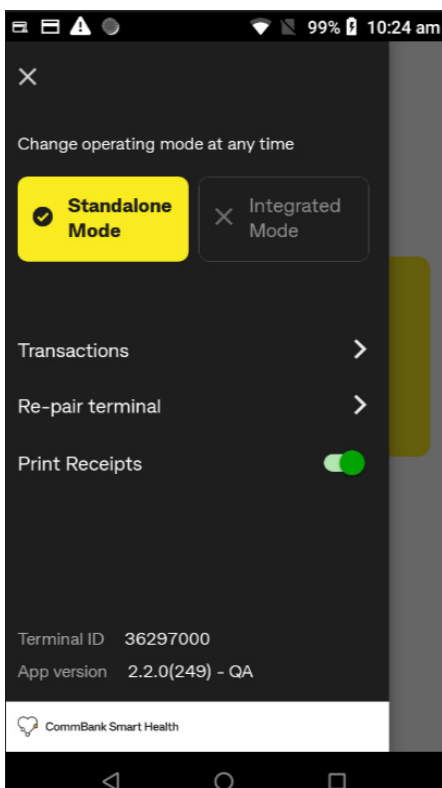 99% 10:24 am
Change operating mode at any time
Standalone
Mode
Integrated
Mode
Transactions
Re-pair terminal
Print Receipts
Terminal ID 36297000
App version 2.2.0(249) - QA
CommBank Smart Health